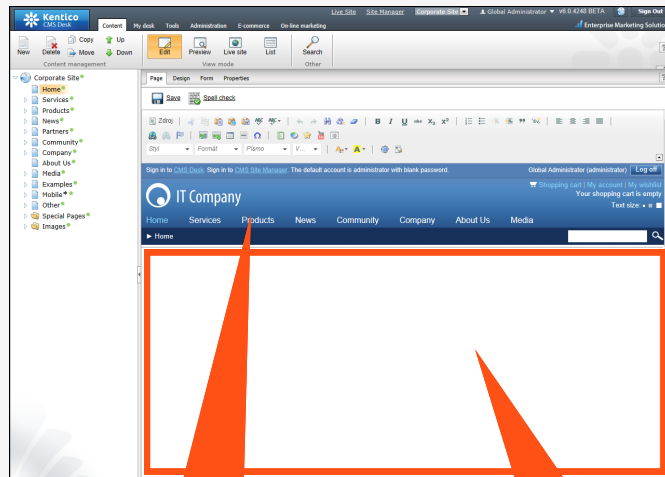 Live Site Site Manager Corporate Site Global Administrator v6.0.4248 BETA Sign Out
Kentico
CMS Desk
Content My desk Tools Administration E-commerce On-line marketing
Enterprise Marketing Solutio
New Delete Copy Move Up Down
Content management
Edit Preview Live site List
View mode
Search
Other
Corporate Site
Home
Services
Products
News
Partners
Community
Company
About Us
Media
Examples
Mobile
Other
Special Pages
Images
Page Design Form Properties
Save Spell check
Zdroj
B I U abc X₂ X²
Styl Formát Písmo V...
Sign in to CMS Desk. Sign in to CMS Site Manager. The default account is administrator with blank password. Global Administrator (administrator) Log off
IT Company
Shopping cart | My account | My wishlist
Your shopping cart is empty
Text size:
Home Services Products News Community Company About Us Media
► Home